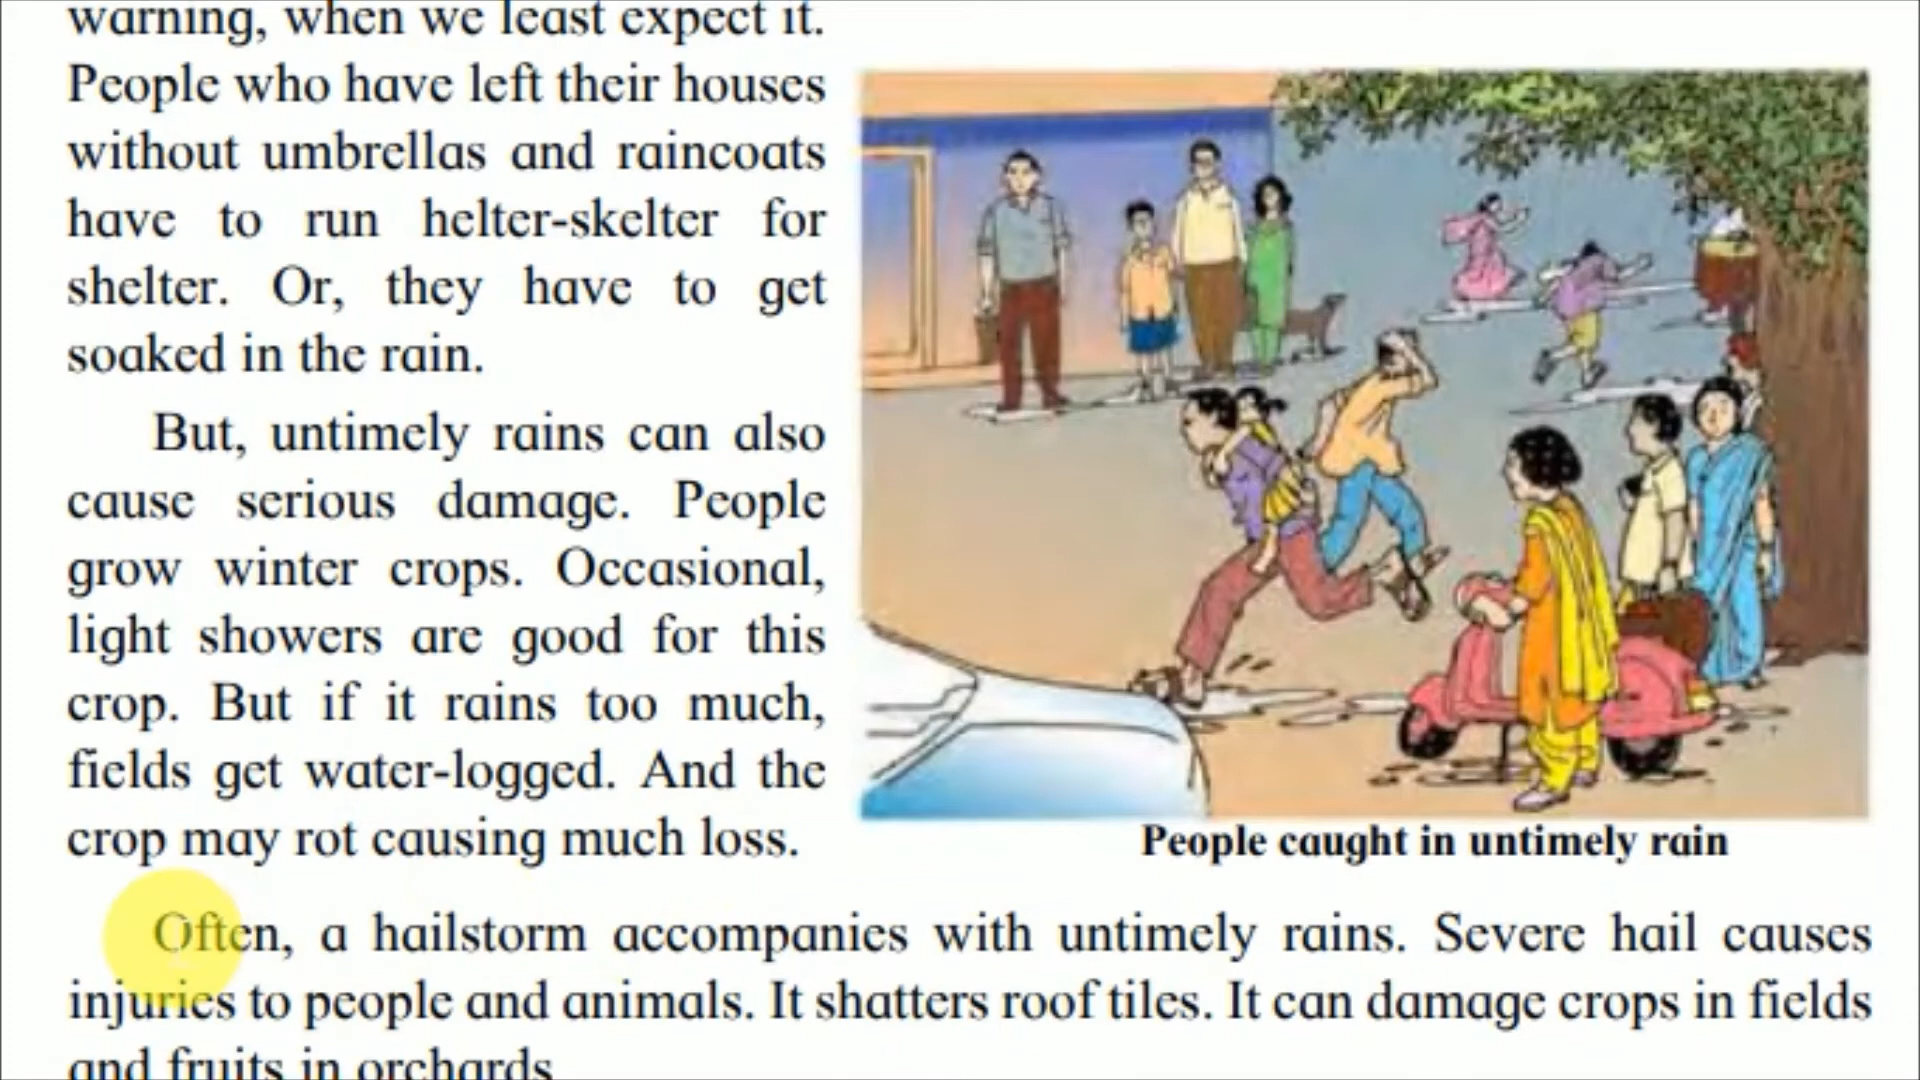 warning, when we least expect it.
People who have left their houses
without umbrellas and raincoats
have to run helter-skelter for
shelter. Or, they have to get
soaked in the rain.
But, untimely rains can also
cause serious damage. People
grow winter crops. Occasional,
light showers are good for this
crop. But if it rains too much,
fields get water-logged. And the
crop may rot causing much loss.
People caught in untimely rain
Often, a hailstorm accompanies with untimely rains. Severe hail causes
injuries to people and animals. It shatters roof tiles. It can damage crops in fields
and fruits in orchards